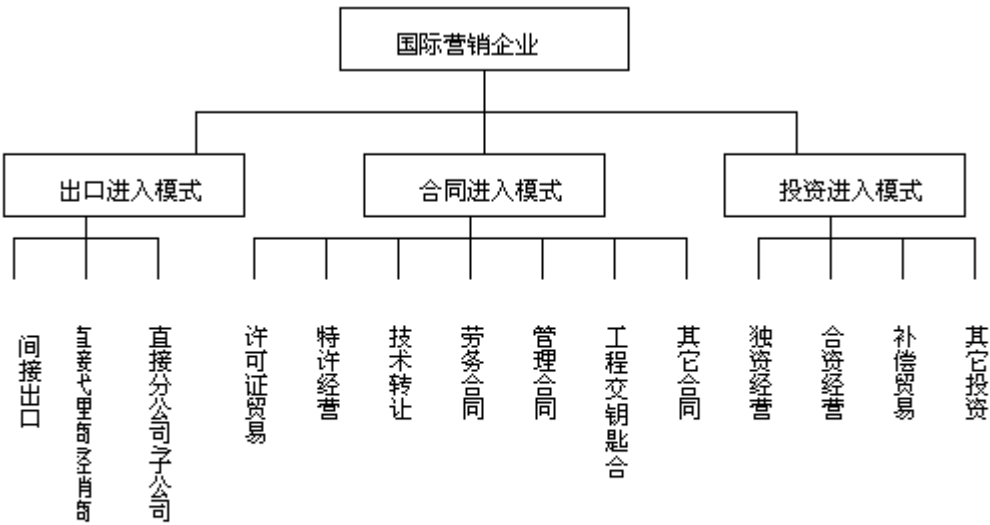 国际营销企业
出口进入模式
合同进入模式
投资进入模式
间接出口
直接代理商经销商
直接分公司子公司
许可证贸易
特许经营
技术转让
劳务合同
管理合同
工程交钥匙合
其它合同
独资经营
合资经营
补偿贸易
其它投资